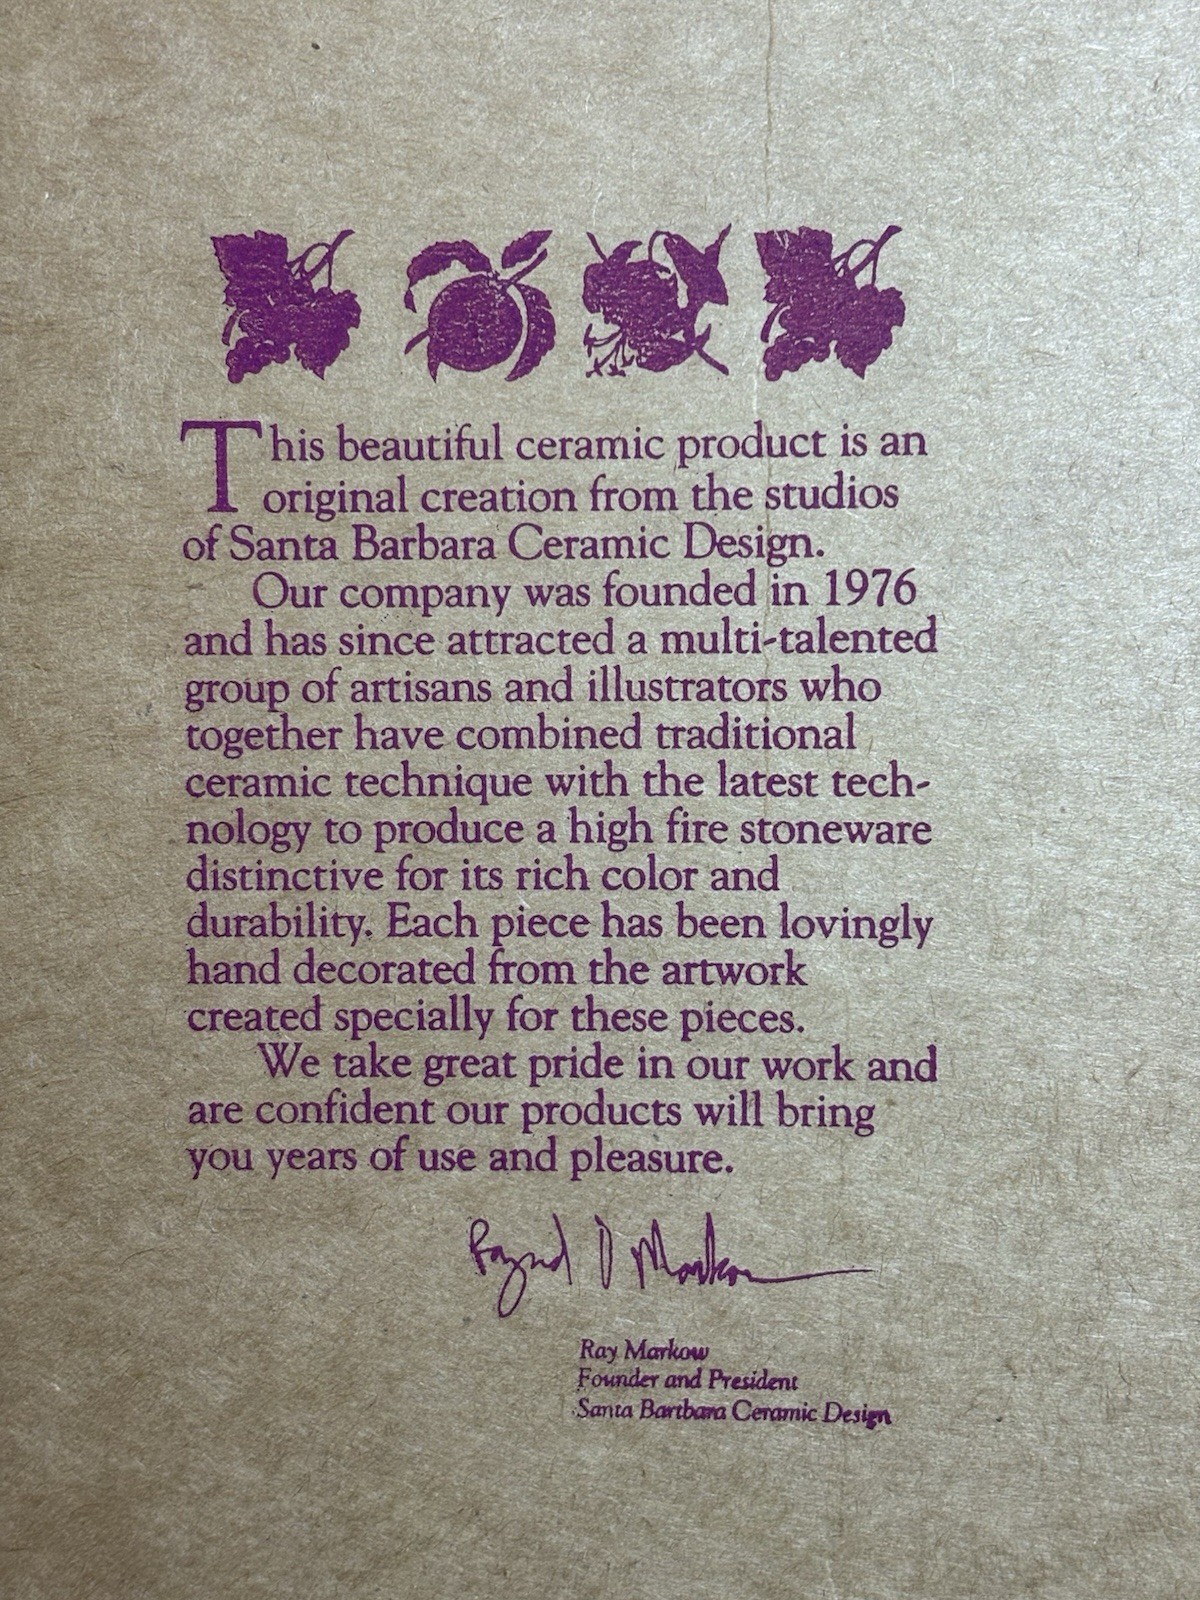 This beautiful ceramic product is an
original creation from the studios
of Santa Barbara Ceramic Design.
Our company was founded in 1976
and has since attracted a multi-talented
group of artisans and illustrators who
together have combined traditional
ceramic technique with the latest tech-
nology to produce a high fire stoneware
distinctive for its rich color and
durability. Each piece has been lovingly
hand decorated from the artwork
created specially for these pieces.
We take great pride in our work and
are confident our products will bring
you years of use and pleasure.
Raymond D Markow
Ray Markow
Founder and President
Santa Bartbara Ceramic Design